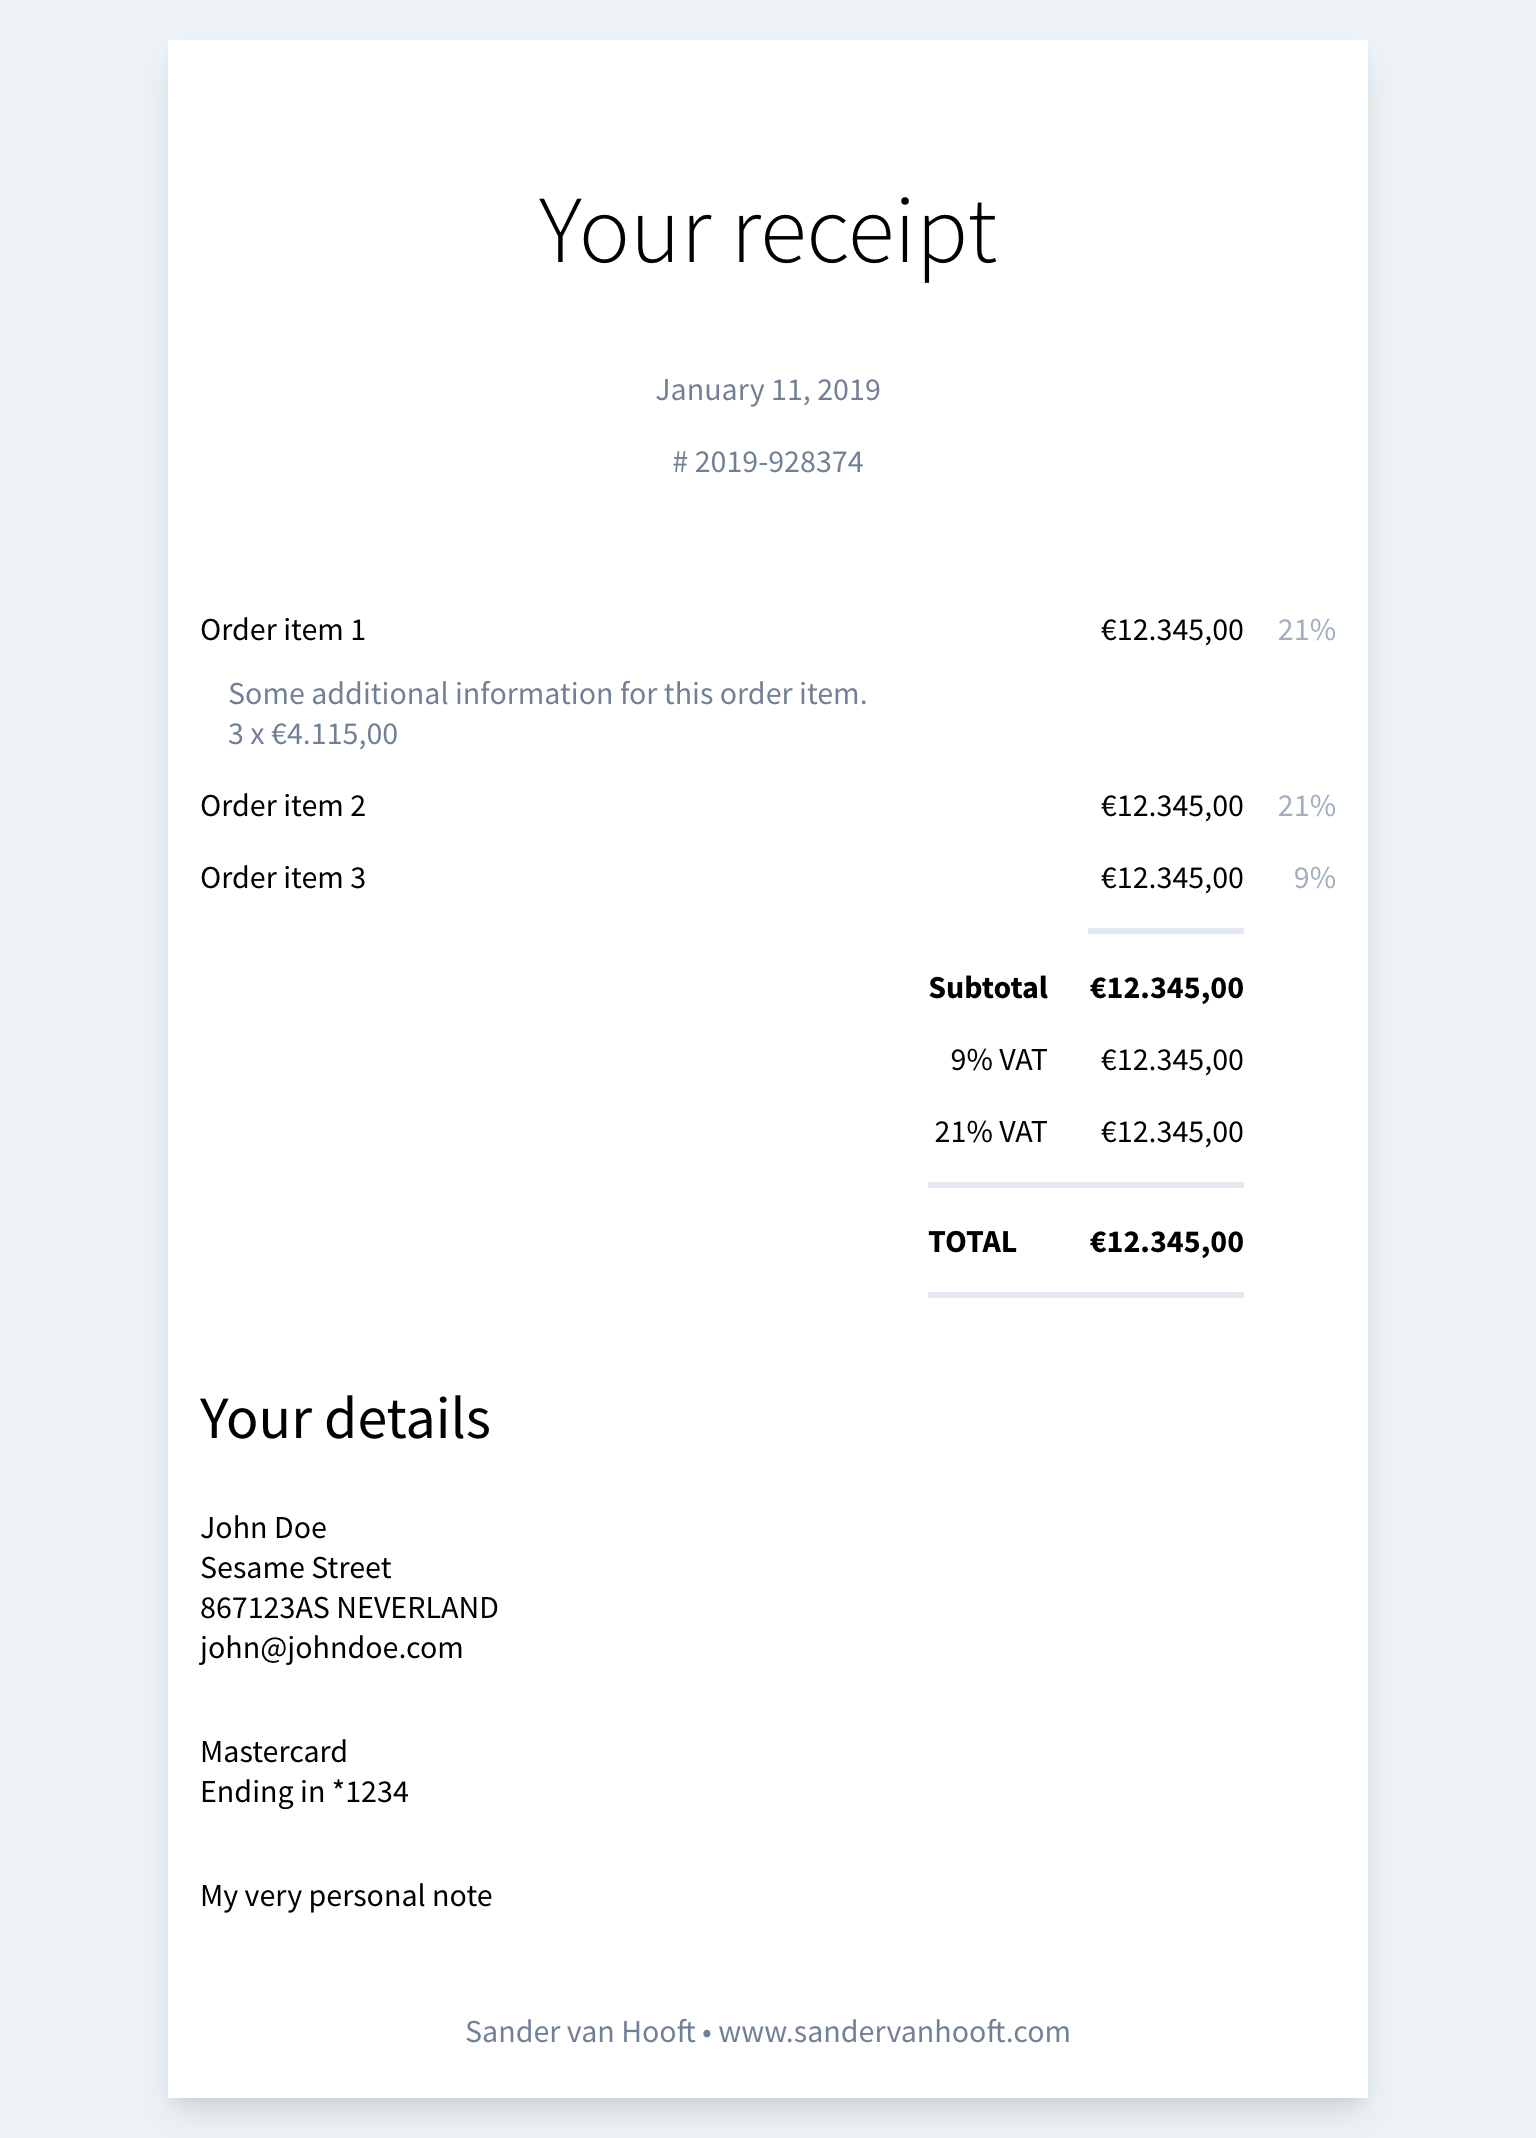 Your receipt
January 11, 2019
# 2019-928374
Order item 1 €12.345,00 21%
Some additional information for this order item.
3 x €4.115,00
Order item 2 €12.345,00 21%
Order item 3 €12.345,00 9%
Subtotal €12.345,00
9% VAT €12.345,00
21% VAT €12.345,00
TOTAL €12.345,00
Your details
John Doe
Sesame Street
867123AS NEVERLAND
john@johndoe.com
Mastercard
Ending in *1234
My very personal note
Sander van Hooft • www.sandervanhooft.com